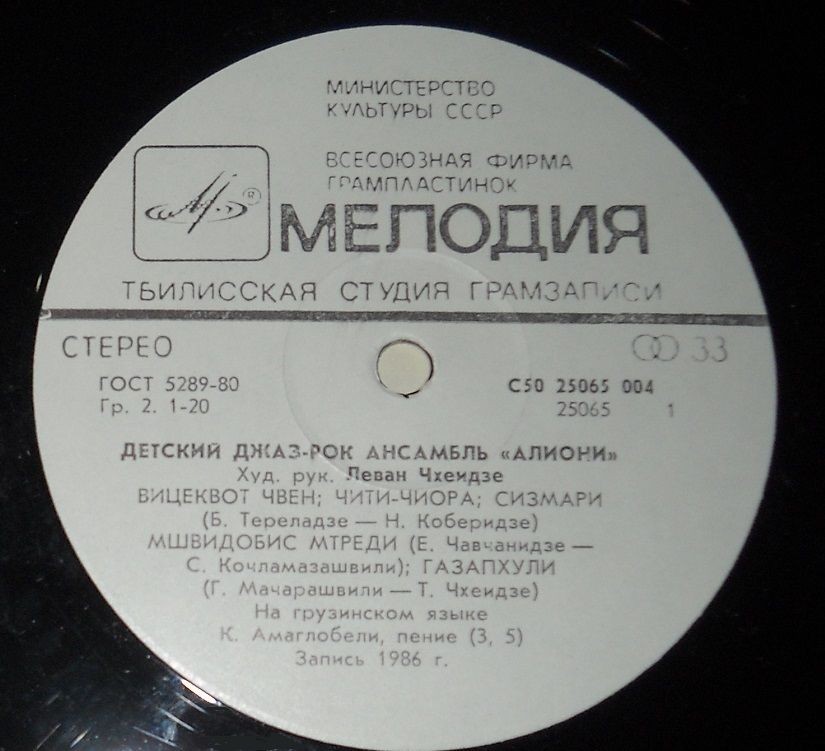 МИНИСТЕРСТВО
КУЛЬТУРЫ СССР
ВСЕСОЮЗНАЯ ФИРМА
ГРАМПЛАСТИНОК
®
МЕЛОДИЯ
ТБИЛИССКАЯ СТУДИЯ ГРАМЗАПИСИ
СТЕРЕО
33
ГОСТ 5289-80
Гр. 2. 1-20
С50 25065 004
25065 1
ДЕТСКИЙ ДЖАЗ-РОК АНСАМБЛЬ «АЛИОНИ»
Худ. рук. Леван Чхеидзе
ВИЦЕКВОТ ЧВЕН; ЧИТИ-ЧИОРА; СИЗМАРИ
(Б. Тереладзе — Н. Коберидзе)
МШВИДОБИС МТРЕДИ (Е. Чавчанидзе —
С. Кочламазашвили); ГАЗАПХУЛИ
(Г. Мачарашвили — Т. Чхеидзе)
На грузинском языке
К. Амаглобели, пение (3, 5)
Запись 1986 г.